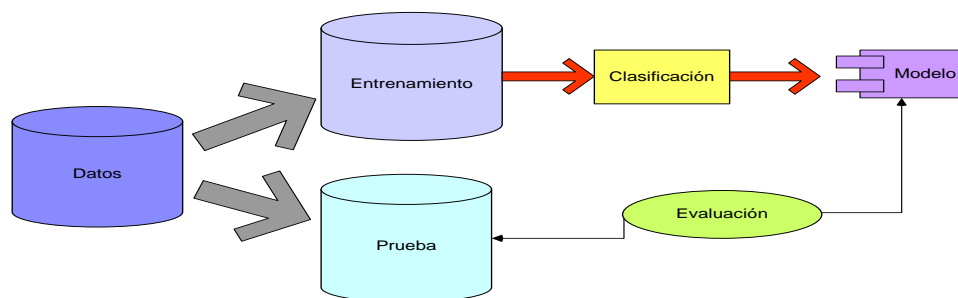 Entrenamiento
Clasificación
Modelo
Datos
Prueba
Evaluación